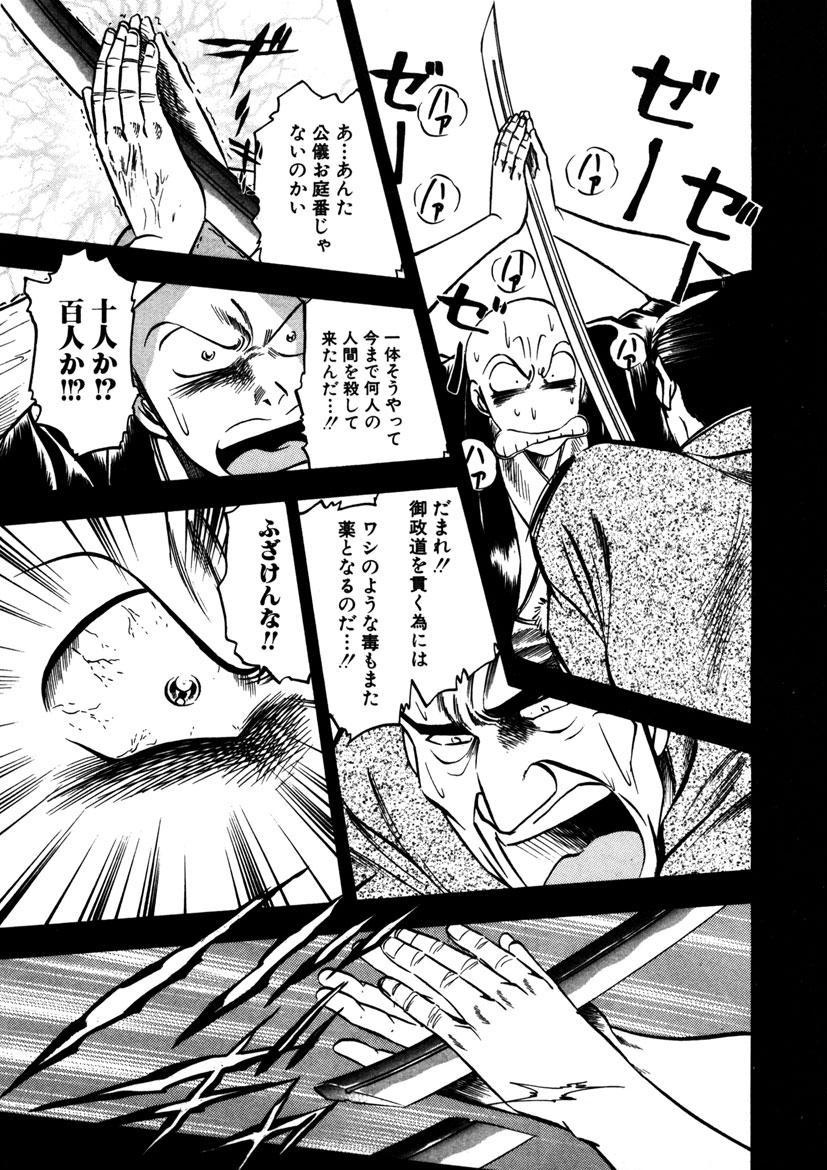 ゼー
ゼー
ゼー
ゼー
ハァ
ハァ
ハァ
ハァ
ハァ
ハァ
あ…あんた
公儀お庭番じゃ
ないのかい
一体そうやって
今まで何人の
人間を殺して
来たんだ…!!
十人か!?
百人か!!!?
だまれ!!
御政道を貫く為には
ワシのような毒もまた
薬となるのだ…!!
ふざけんな!!